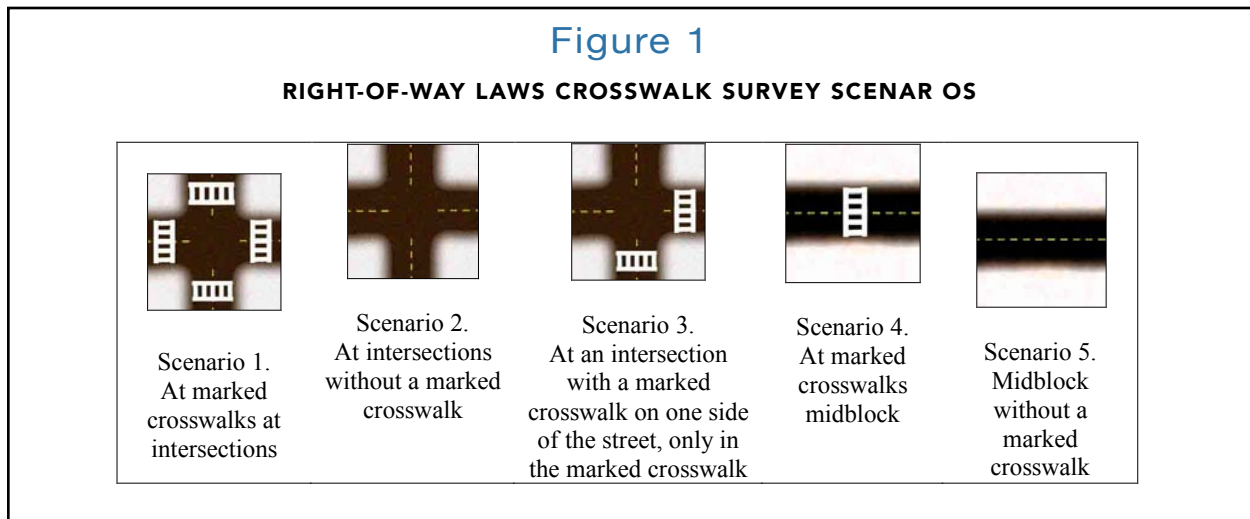 Figure 1
RIGHT-OF-WAY LAWS CROSSWALK SURVEY SCENAR OS
Scenario 1.
At marked
crosswalks at
intersections
Scenario 2.
At intersections
without a marked
crosswalk
Scenario 3.
At an intersection
with a marked
crosswalk on one side
of the street, only in
the marked crosswalk
Scenario 4.
At marked
crosswalks
midblock
Scenario 5.
Midblock
without a
marked
crosswalk